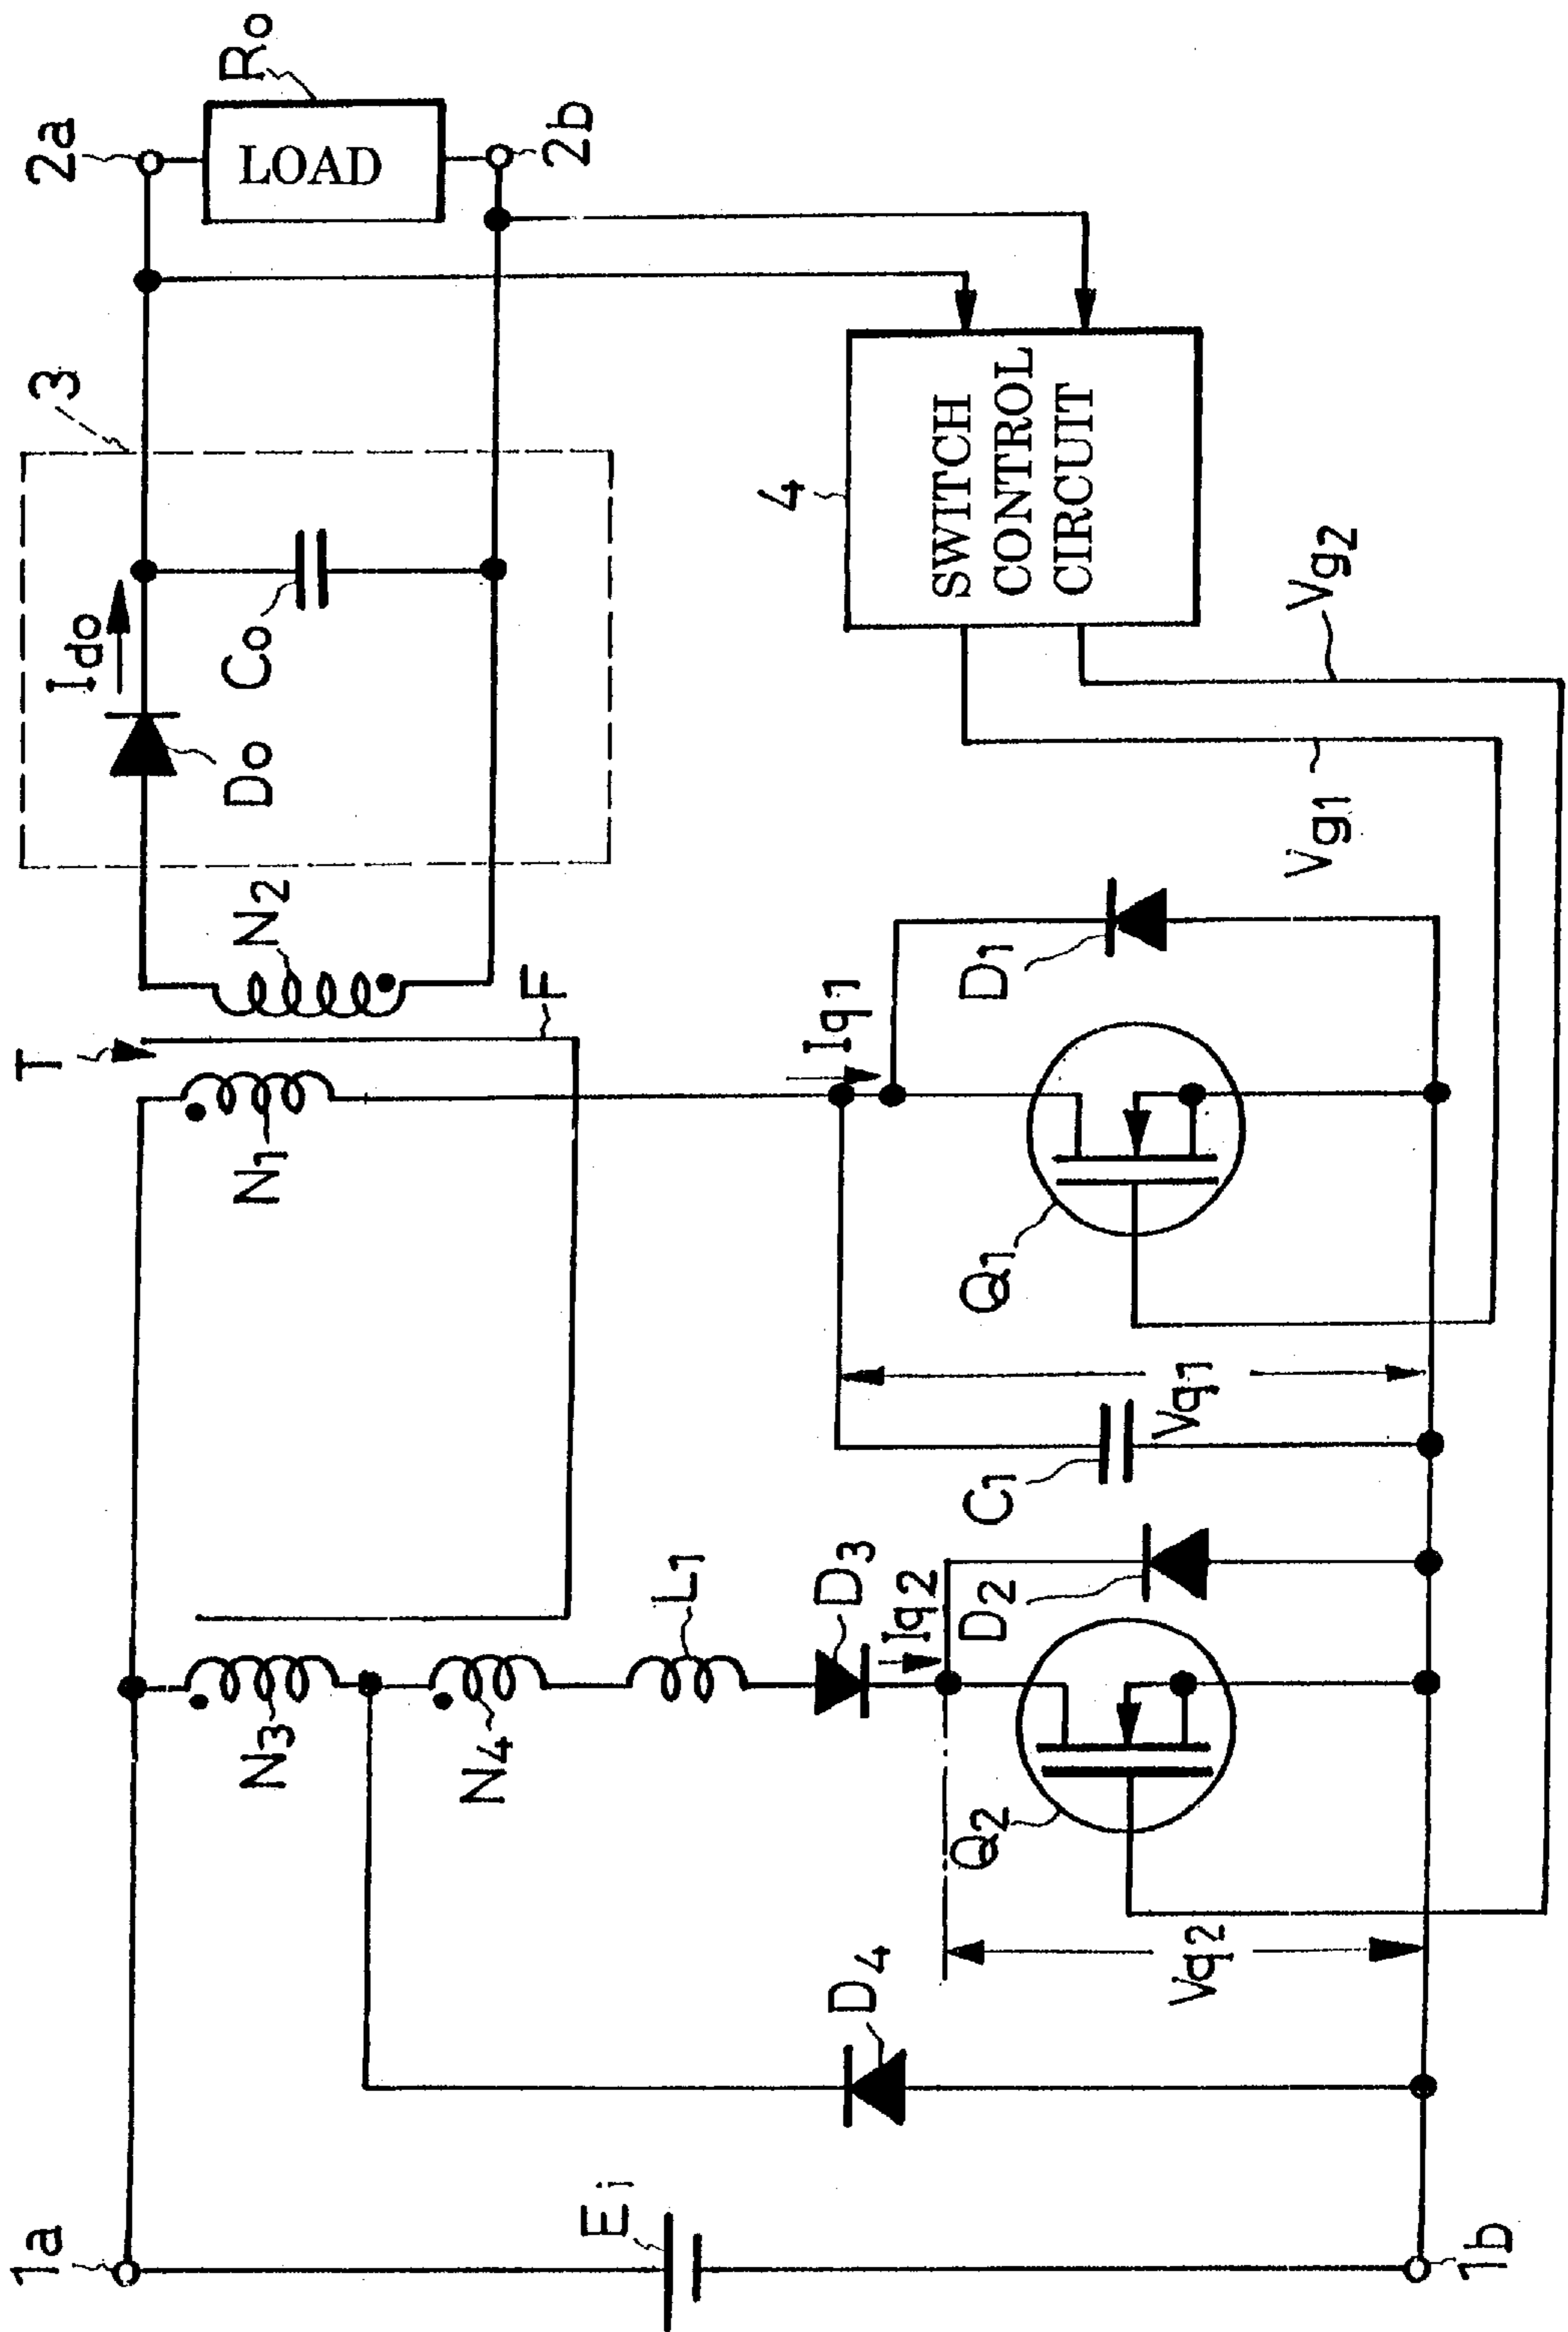 1a
1b
Ei
D4
N3
N4
L1
D3
Iq2
D2
Q2
Vq2
C1
Vq1
T
F
N1
N2
Iq1
D1
Q1
3
Ido
Do
Co
2a
2b
Ro
LOAD
4
SWITCH
CONTROL
CIRCUIT
Vg1
Vg2